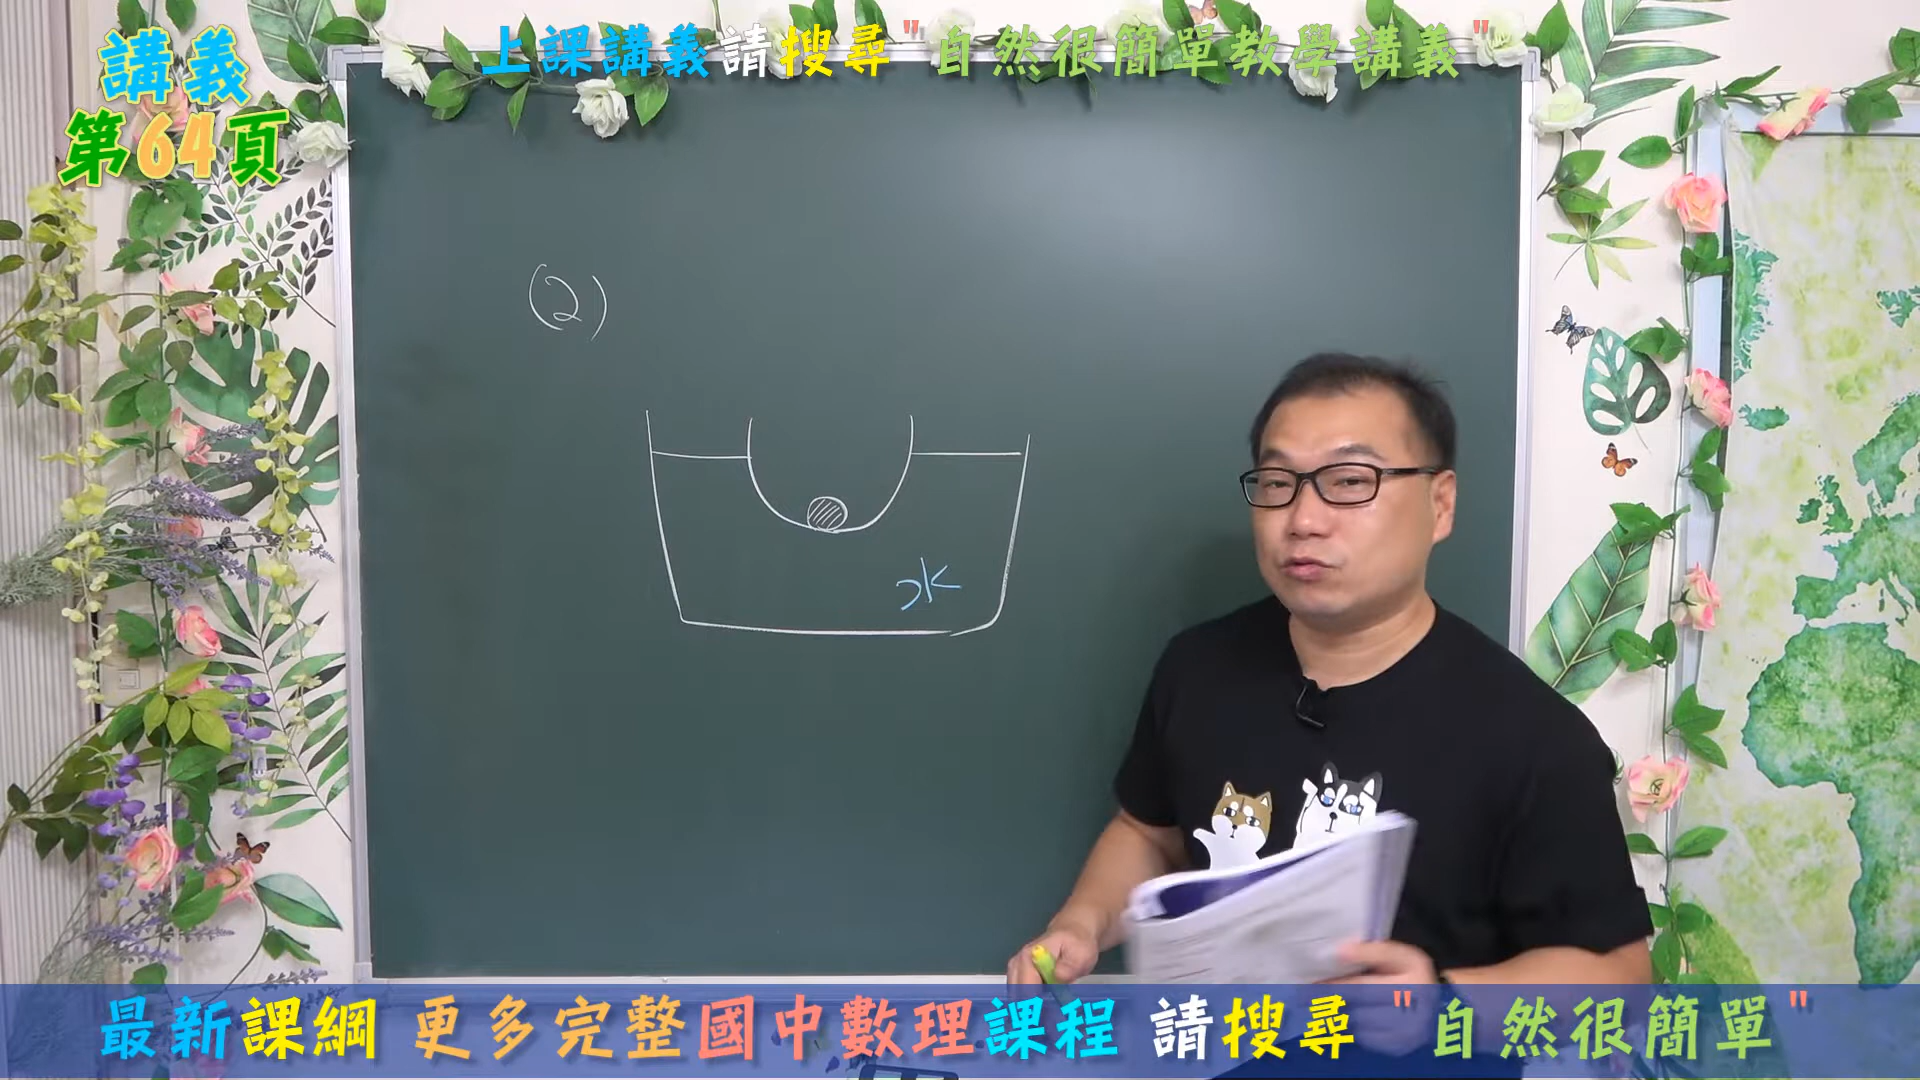 上課講義請搜尋"自然很簡單教學講義"
講義
第64頁
(2)
水
最新課綱 更多完整國中數理課程 請搜尋 "自然很簡單"